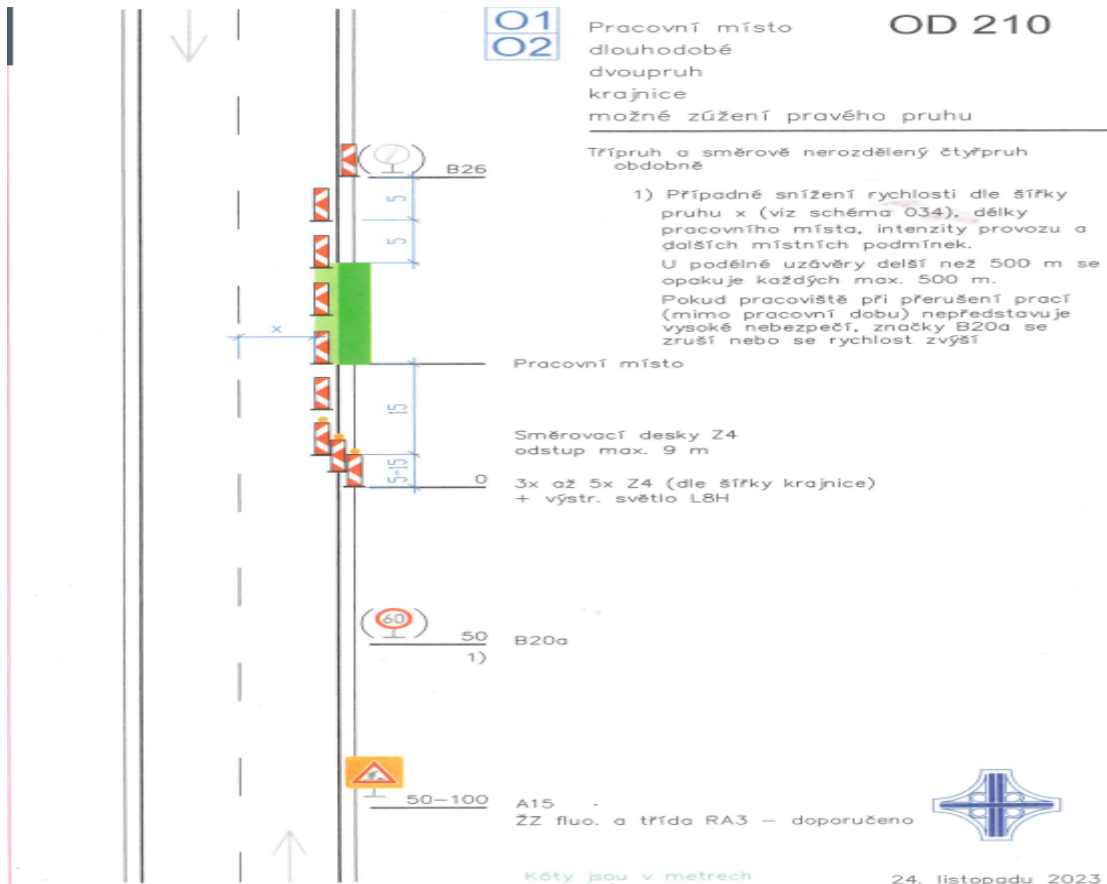 O1
O2
Pracovní místo
dlouhodobé
dvoupruh
krajnice
možné zúžení pravého pruhu
OD 210
Třípruh a směrově nerozdělený čtyřpruh
obdobně
1) Případné snížení rychlosti dle šířky
pruhu x (viz schéma 034), délky
pracovního místa, intenzity provozu a
dalších místních podmínek.
U podélné uzávěry delší než 500 m se
opakuje každých max. 500 m.
Pokud pracoviště při přerušení prací
(mimo pracovní dobu) nepředstavuje
vysoké nebezpečí, značky B20a se
zruší nebo se rychlost zvýší
B26
5
5
x
Pracovní místo
15
Směrovací desky Z4
odstup max. 9 m
5-15
0
3x až 5x Z4 (dle šířky krajnice)
+ výstr. světlo L8H
(60)
50
B20a
1)
50-100
A15
ŽZ fluo. a třída RA3 – doporučeno
Kóty jsou v metrech
24. listopadu 2023